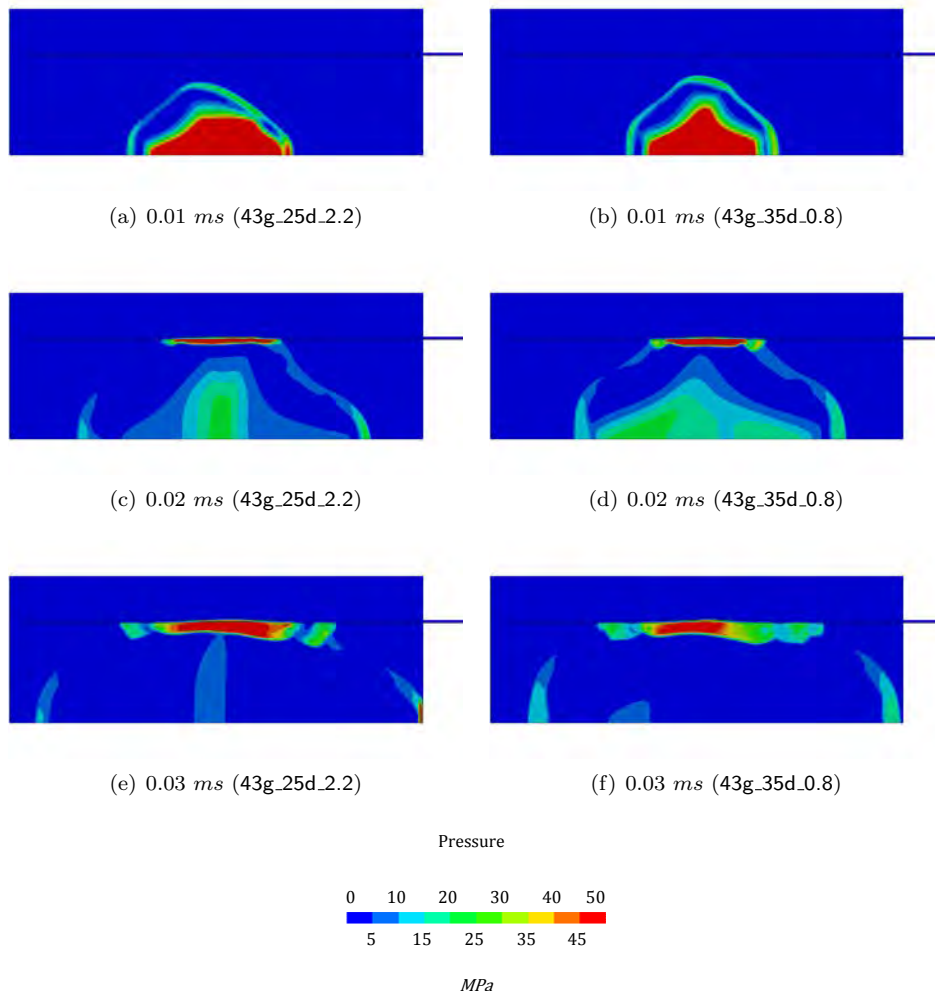 (a) 0.01 ms (43g_25d_2.2) (b) 0.01 ms (43g_35d_0.8)
(c) 0.02 ms (43g_25d_2.2) (d) 0.02 ms (43g_35d_0.8)
(e) 0.03 ms (43g_25d_2.2) (f) 0.03 ms (43g_35d_0.8)
Pressure
0 10 20 30 40 50
5 15 25 35 45
MPa